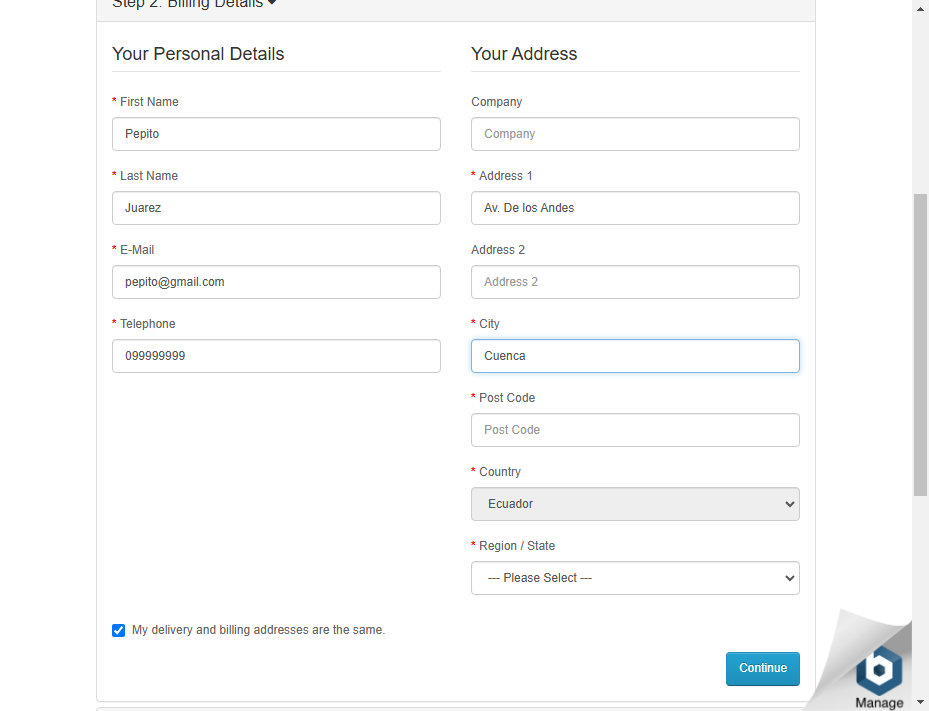 Step 2: Billing Details
Your Personal Details
* First Name
Pepito
* Last Name
Juarez
* E-Mail
pepito@gmail.com
* Telephone
099999999
Your Address
Company
Company
* Address 1
Av. De los Andes
Address 2
Address 2
* City
Cuenca
* Post Code
Post Code
* Country
Ecuador
* Region / State
--- Please Select ---
My delivery and billing addresses are the same.
Continue
Manage